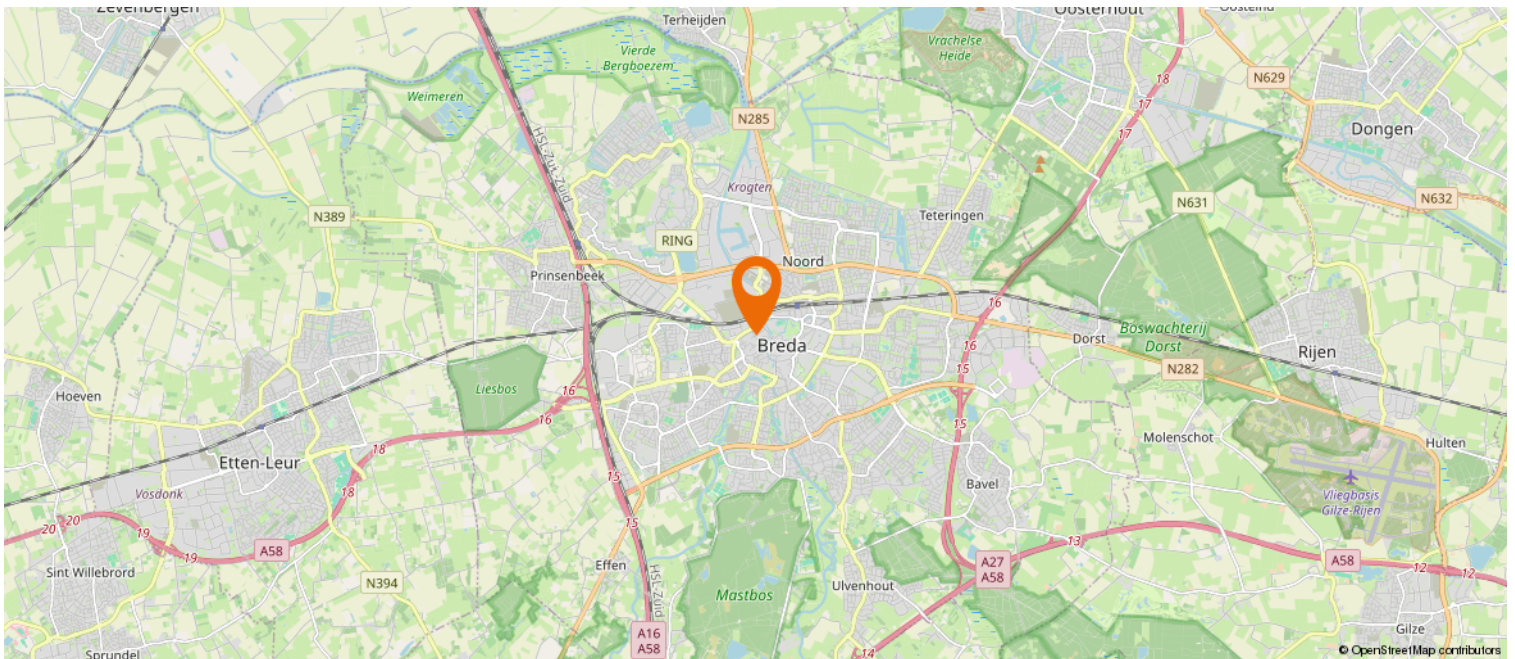 Zevenbergen
Terheijden
Oosterhout
Oosteind
Vierde
Bergboezem
Vrachelse
Heide
Weimeren
18
N629
17
N285
17
Dongen
HSL-Zuid
Krogten
N389
N631
N632
Teteringen
RING
Noord
Prinsenbeek
16
Breda
Dorst
Boswachterij
Dorst
Rijen
16
N282
15
Liesbos
16
Hoeven
16
15
18
Molenschot
Hulten
Etten-Leur
15
Bavel
Vosdonk
18
Vliegbasis
Gilze-Rijen
20
20
15
19
13
A58
19
A27
A58
A58
12
12
Sint Willebrord
Effen
HSL-Zuid
N394
Ulvenhout
Mastbos
A16
A58
Gilze
14
Sprundel
© OpenStreetMap contributors